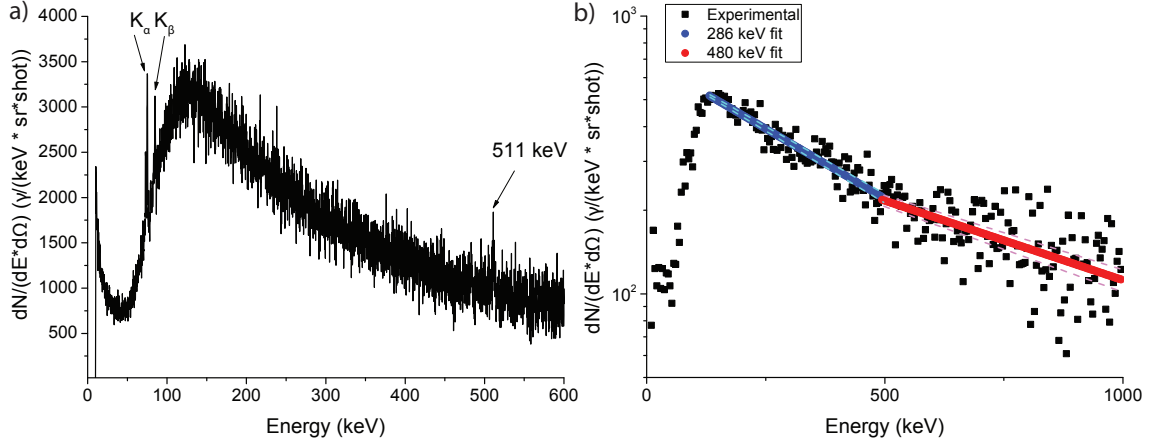 a)
K_α K_β
511 keV
dN/(dE*dΩ) (γ/(keV * sr*shot))
4000
3500
3000
2500
2000
1500
1000
500
0 100 200 300 400 500 600
Energy (keV)
b)
Experimental
286 keV fit
480 keV fit
dN/(dE*dΩ) (γ/(keV * sr*shot))
10³
10²
0 500 1000
Energy (keV)